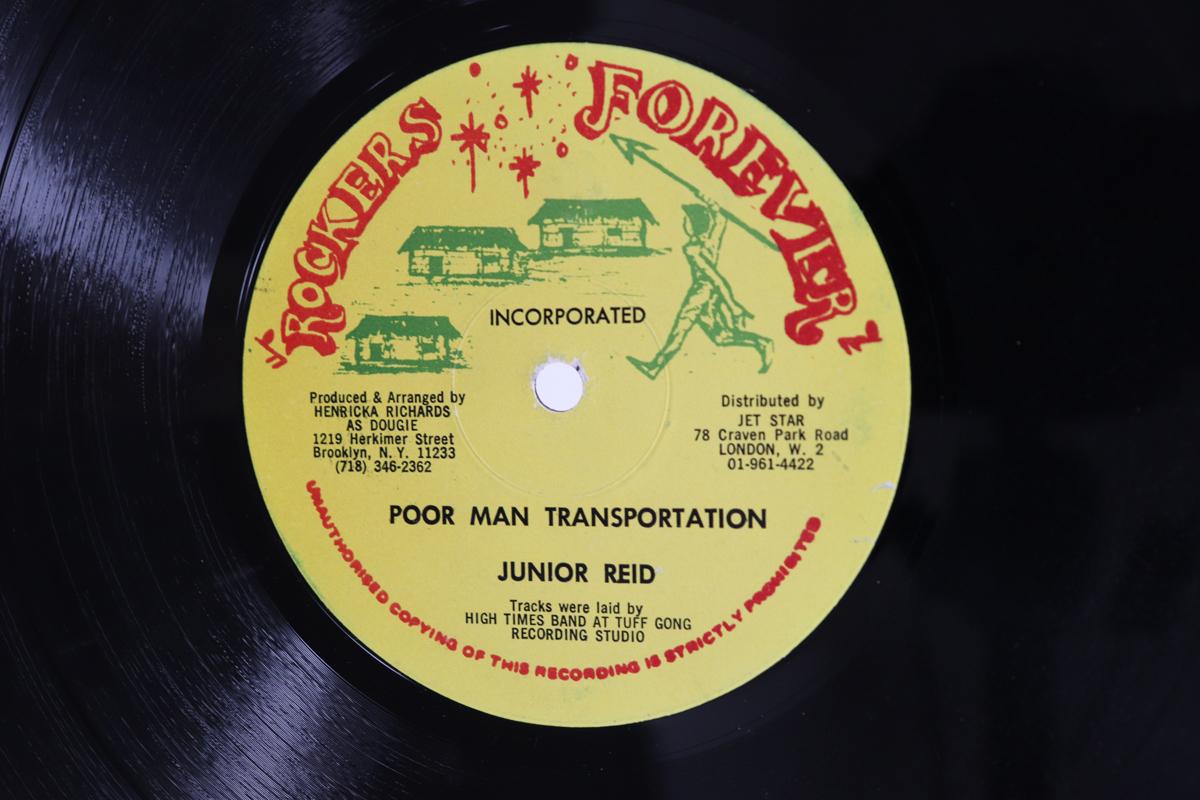 ROCKERS FOREVER
INCORPORATED
Produced & Arranged by
HENRICKA RICHARDS
AS DOUGIE
1219 Herkimer Street
Brooklyn, N.Y. 11233
(718) 346-2362
Distributed by
JET STAR
78 Craven Park Road
LONDON, W. 2
01-961-4422
POOR MAN TRANSPORTATION
JUNIOR REID
Tracks were laid by
HIGH TIMES BAND AT TUFF GONG
RECORDING STUDIO
UNAUTHORISED COPYING OF THIS RECORDING IS STRICTLY PROHIBITED